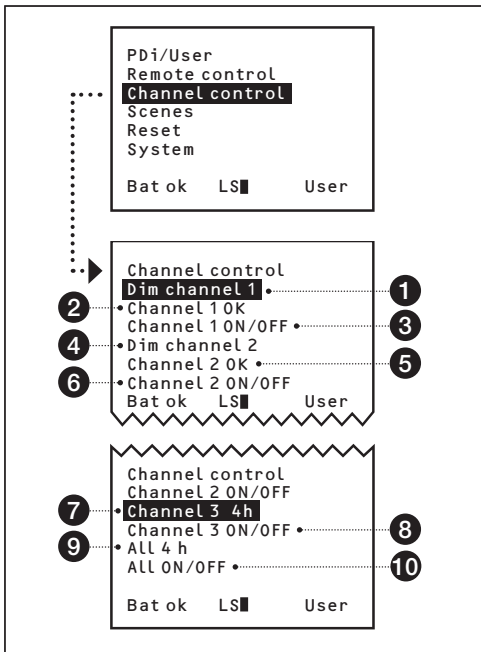 PDi/User
Remote control
Channel control
Scenes
Reset
System
Bat ok LS User
Channel control
Dim channel 1 1
2 Channel 1 OK
Channel 1 ON/OFF 3
4 Dim channel 2
Channel 2 OK 5
6 Channel 2 ON/OFF
Bat ok LS User
Channel control
Channel 2 ON/OFF
7 Channel 3 4h
Channel 3 ON/OFF 8
9 All 4 h
All ON/OFF 10
Bat ok LS User